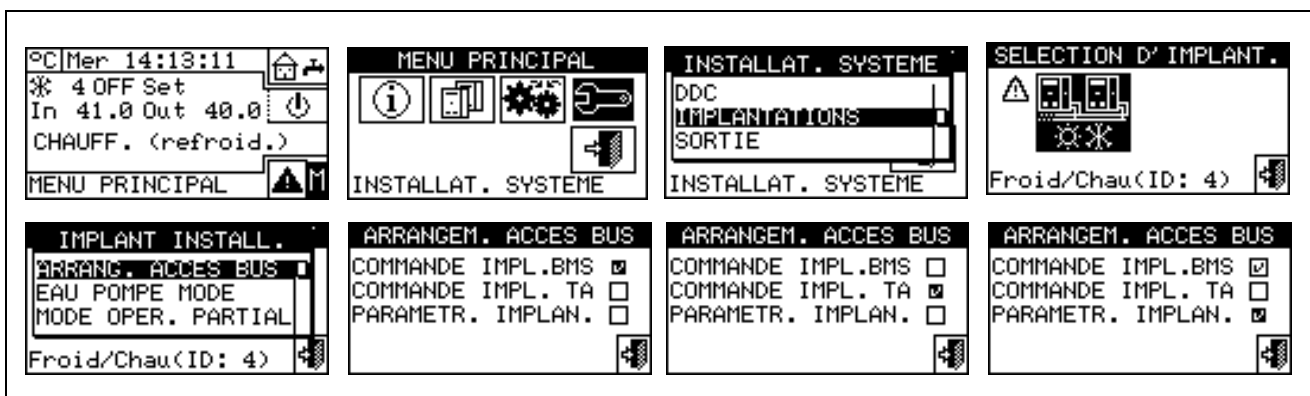 ºC Mer 14:13:11
4 OFF Set
In 41.0 Out 40.0
CHAUFF. (refroid.)
MENU PRINCIPAL M
MENU PRINCIPAL
INSTALLAT. SYSTEME
INSTALLAT. SYSTEME
DDC
IMPLANTATIONS
SORTIE
INSTALLAT. SYSTEME
SELECTION D'IMPLANT.
Froid/Chau(ID: 4)
IMPLANT INSTALL.
ARRANG. ACCES BUS
EAU POMPE MODE
MODE OPER. PARTIAL
Froid/Chau(ID: 4)
ARRANGEM. ACCES BUS
COMMANDE IMPL.BMS
COMMANDE IMPL. TA
PARAMETR. IMPLAN.
ARRANGEM. ACCES BUS
COMMANDE IMPL.BMS
COMMANDE IMPL. TA
PARAMETR. IMPLAN.
ARRANGEM. ACCES BUS
COMMANDE IMPL.BMS
COMMANDE IMPL. TA
PARAMETR. IMPLAN.